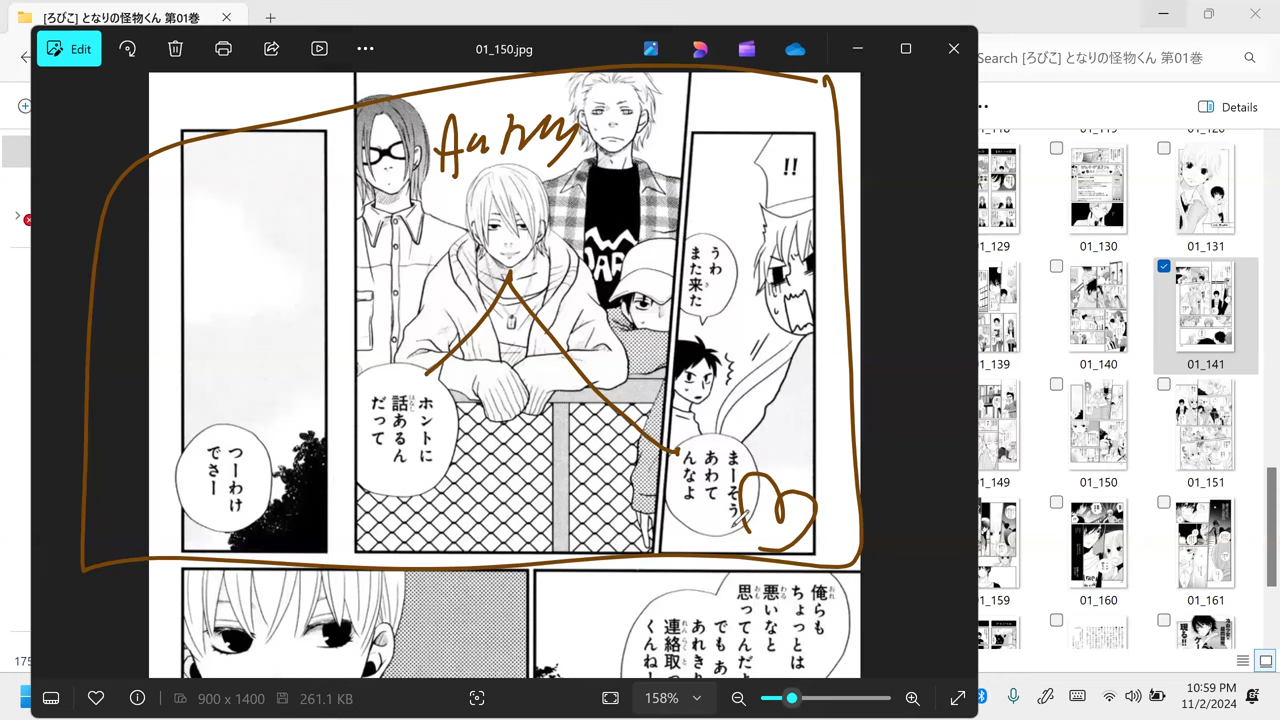 [ろびこ] となりの怪物くん 第01巻
Edit
01_150.jpg
Search [ろびこ] となりの怪物くん 第01巻
Details
!!
うわ
また来た
まーそう
あわて
んなよ
ホントに
話あるん
だって
つーわけ
でさー
俺らも
ちょっとは
悪いなと
思ってんだよ
でも あ
あれきり
連絡取
くんねー
01_129
01_130
01_131
01_139
01_140
01_141
01_149
01_150
01_151
01_159
01_160
01_161
175
900 x 1400
261.1 KB
158%
10:59 PM
11/2/2024